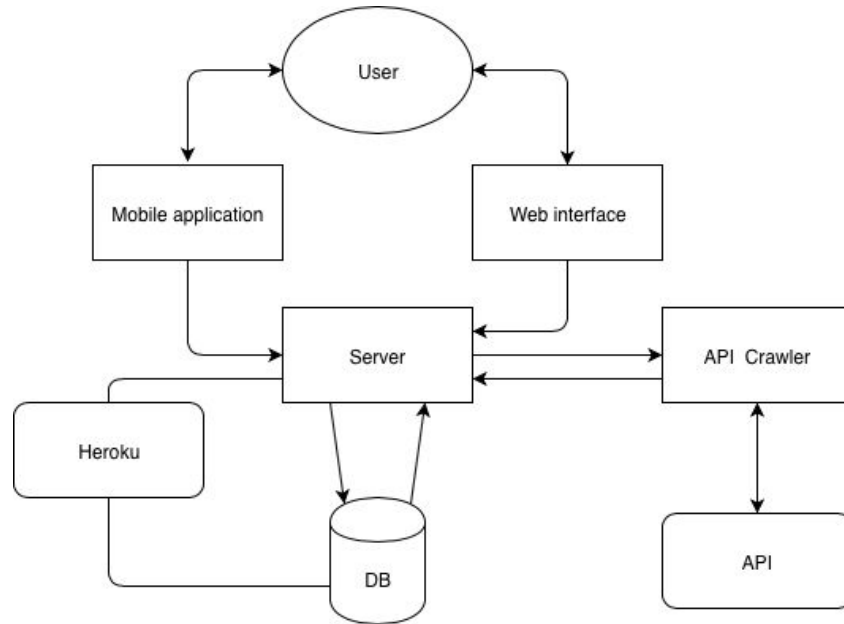 User
Mobile application
Web interface
Server
API Crawler
Heroku
DB
API